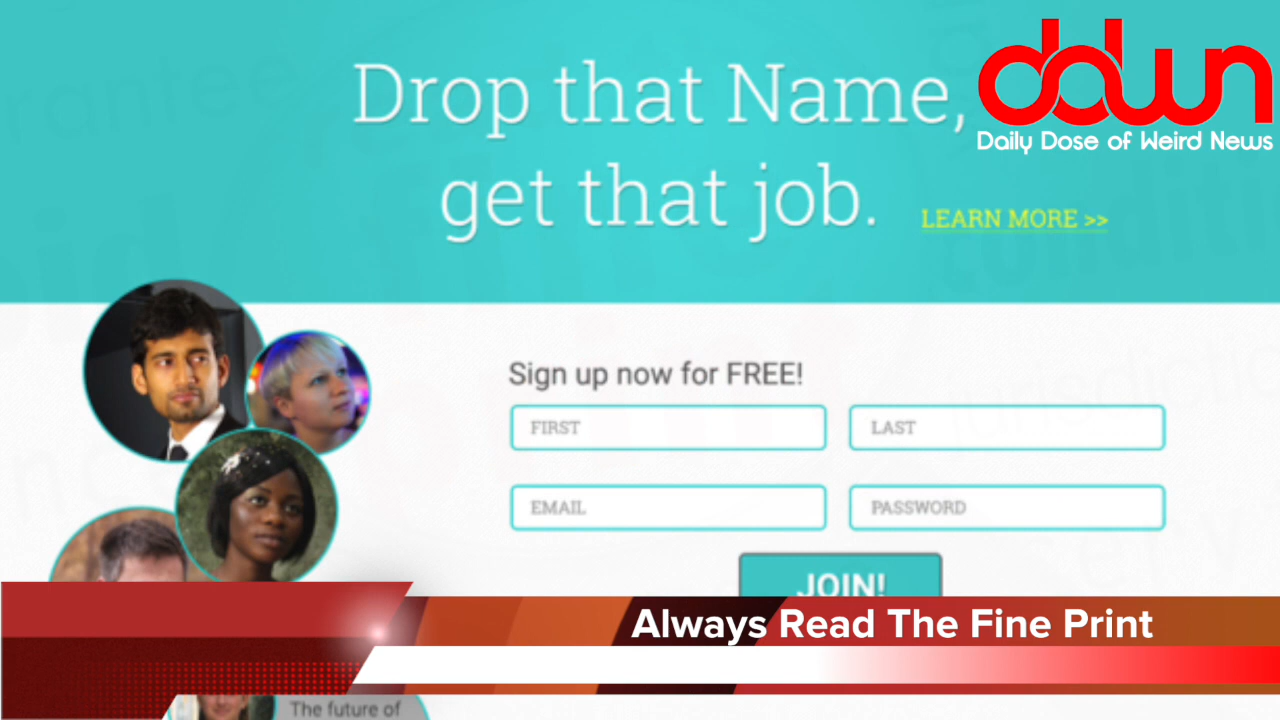 Drop that Name,
get that job.
LEARN MORE >>
Daily Dose of Weird News
Sign up now for FREE!
FIRST
LAST
EMAIL
PASSWORD
JOIN!
Always Read The Fine Print
The future of